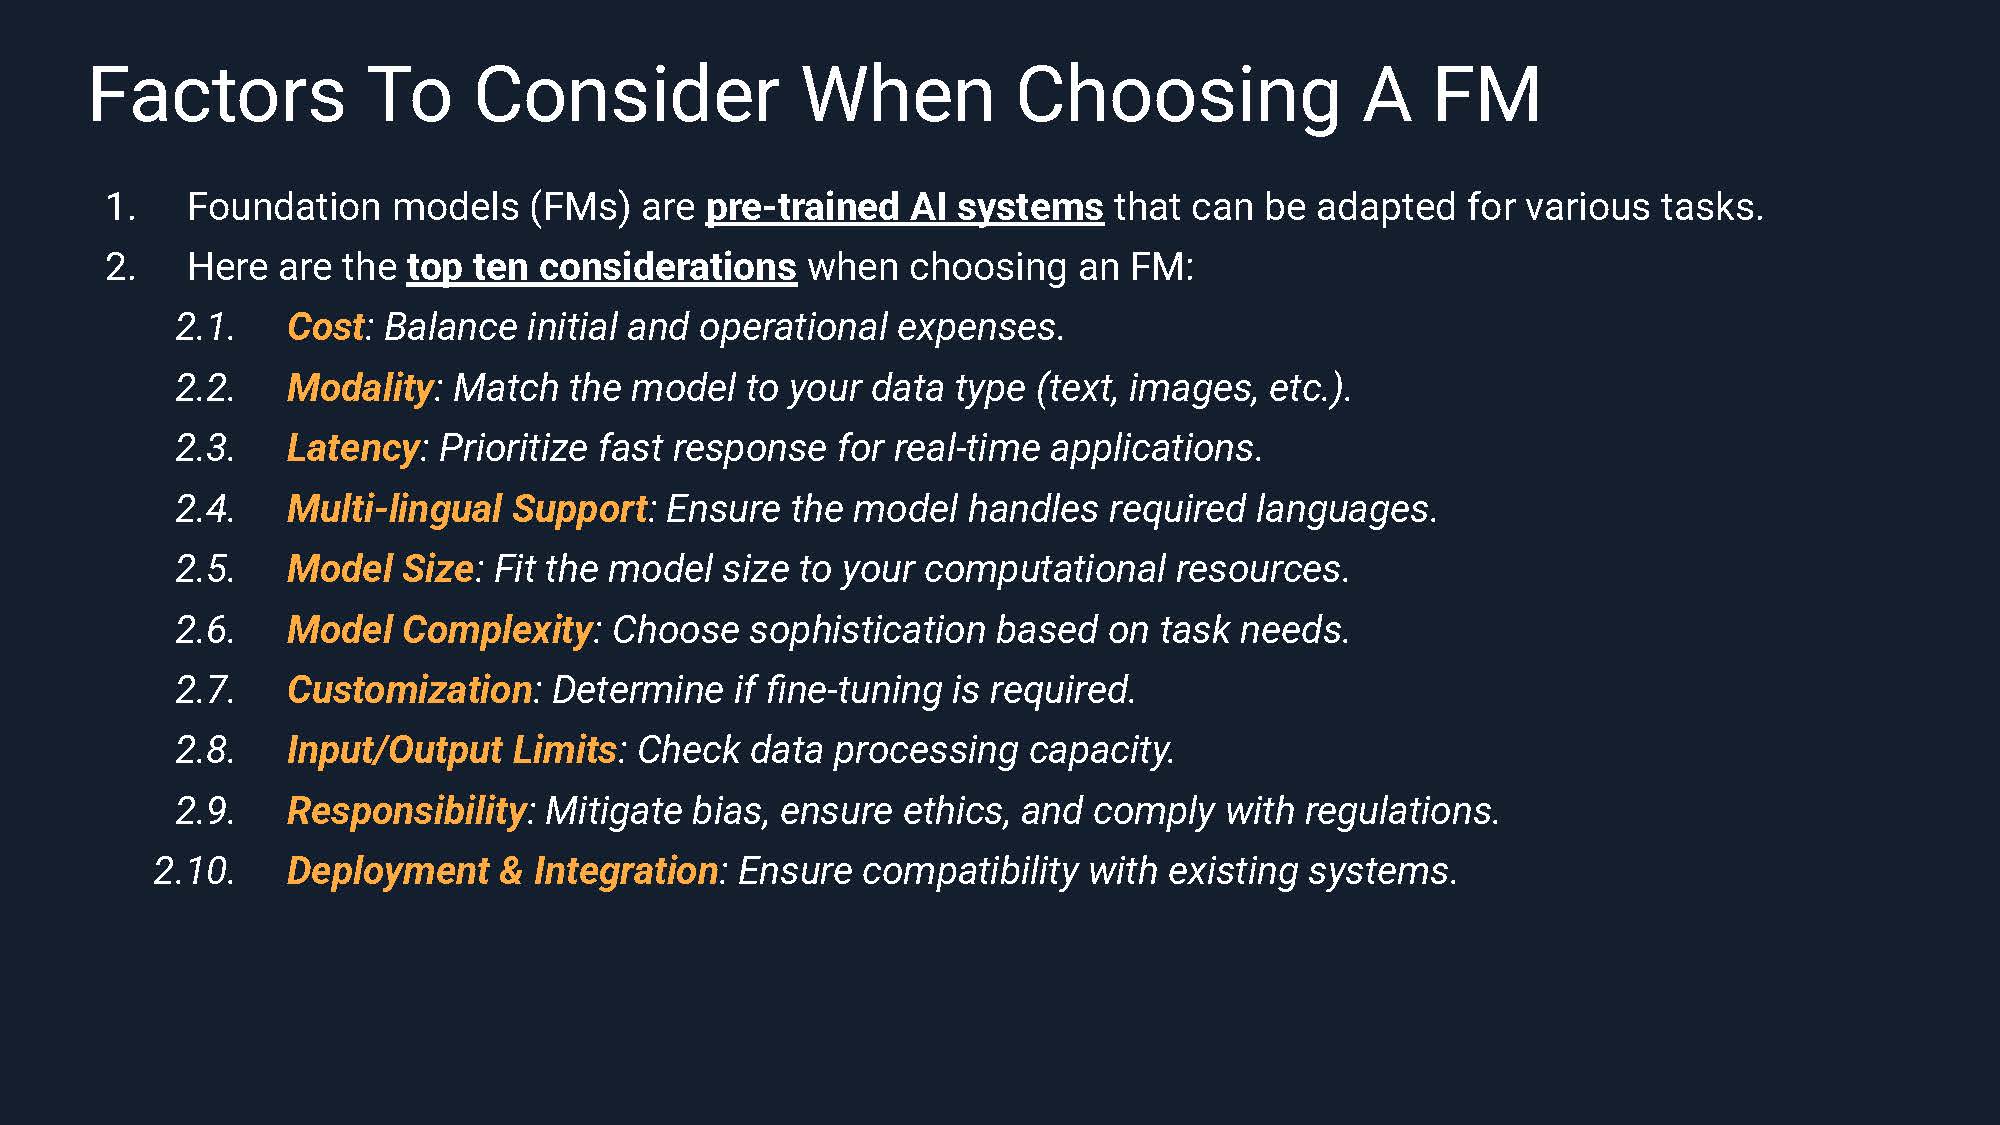 Factors To Consider When Choosing A FM
1. Foundation models (FMs) are pre-trained AI systems that can be adapted for various tasks.
2. Here are the top ten considerations when choosing an FM:
2.1. Cost: Balance initial and operational expenses.
2.2. Modality: Match the model to your data type (text, images, etc.).
2.3. Latency: Prioritize fast response for real-time applications.
2.4. Multi-lingual Support: Ensure the model handles required languages.
2.5. Model Size: Fit the model size to your computational resources.
2.6. Model Complexity: Choose sophistication based on task needs.
2.7. Customization: Determine if fine-tuning is required.
2.8. Input/Output Limits: Check data processing capacity.
2.9. Responsibility: Mitigate bias, ensure ethics, and comply with regulations.
2.10. Deployment & Integration: Ensure compatibility with existing systems.